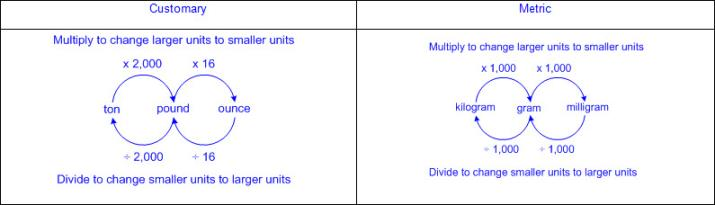 Customary
Multiply to change larger units to smaller units
x 2,000 x 16
ton pound ounce
÷ 2,000 ÷ 16
Divide to change smaller units to larger units
Metric
Multiply to change larger units to smaller units
x 1,000 x 1,000
kilogram gram milligram
÷ 1,000 ÷ 1,000
Divide to change smaller units to larger units